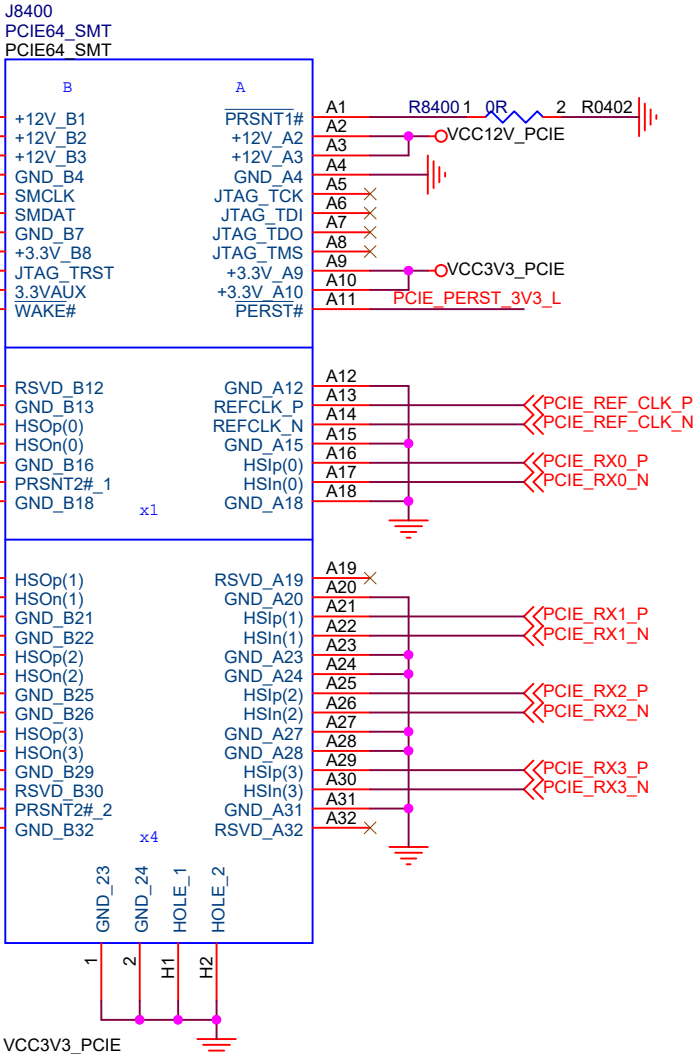 J8400
PCIE64_SMT
PCIE64_SMT
B A
A1 R8400 1 0R 2 R0402
+12V_B1 PRSNT1#
A2 VCC12V_PCIE
+12V_B2 +12V_A2
A3
+12V_B3 +12V_A3
A4
GND_B4 GND_A4
A5
SMCLK JTAG_TCK
A6
SMDAT JTAG_TDI
A7
GND_B7 JTAG_TDO
A8
+3.3V_B8 JTAG_TMS
A9 VCC3V3_PCIE
JTAG_TRST +3.3V_A9
A10
3.3VAUX +3.3V_A10
A11 PCIE_PERST_3V3_L
WAKE# PERST#
A12
RSVD_B12 GND_A12
A13 PCIE_REF_CLK_P
GND_B13 REFCLK_P
A14 PCIE_REF_CLK_N
HSOp(0) REFCLK_N
A15
HSOn(0) GND_A15
A16 PCIE_RX0_P
GND_B16 HSIp(0)
A17 PCIE_RX0_N
PRSNT2#_1 HSIn(0)
A18
GND_B18 x1 GND_A18
A19
HSOp(1) RSVD_A19
A20
HSOn(1) GND_A20
A21 PCIE_RX1_P
GND_B21 HSIp(1)
A22 PCIE_RX1_N
GND_B22 HSIn(1)
A23
HSOp(2) GND_A23
A24
HSOn(2) GND_A24
A25 PCIE_RX2_P
GND_B25 HSIp(2)
A26 PCIE_RX2_N
GND_B26 HSIn(2)
A27
HSOp(3) GND_A27
A28
HSOn(3) GND_A28
A29 PCIE_RX3_P
GND_B29 HSIp(3)
A30 PCIE_RX3_N
RSVD_B30 HSIn(3)
A31
PRSNT2#_2 GND_A31
A32
GND_B32 x4 RSVD_A32
GND_23 GND_24 HOLE_1 HOLE_2
1 2 H1 H2
VCC3V3_PCIE